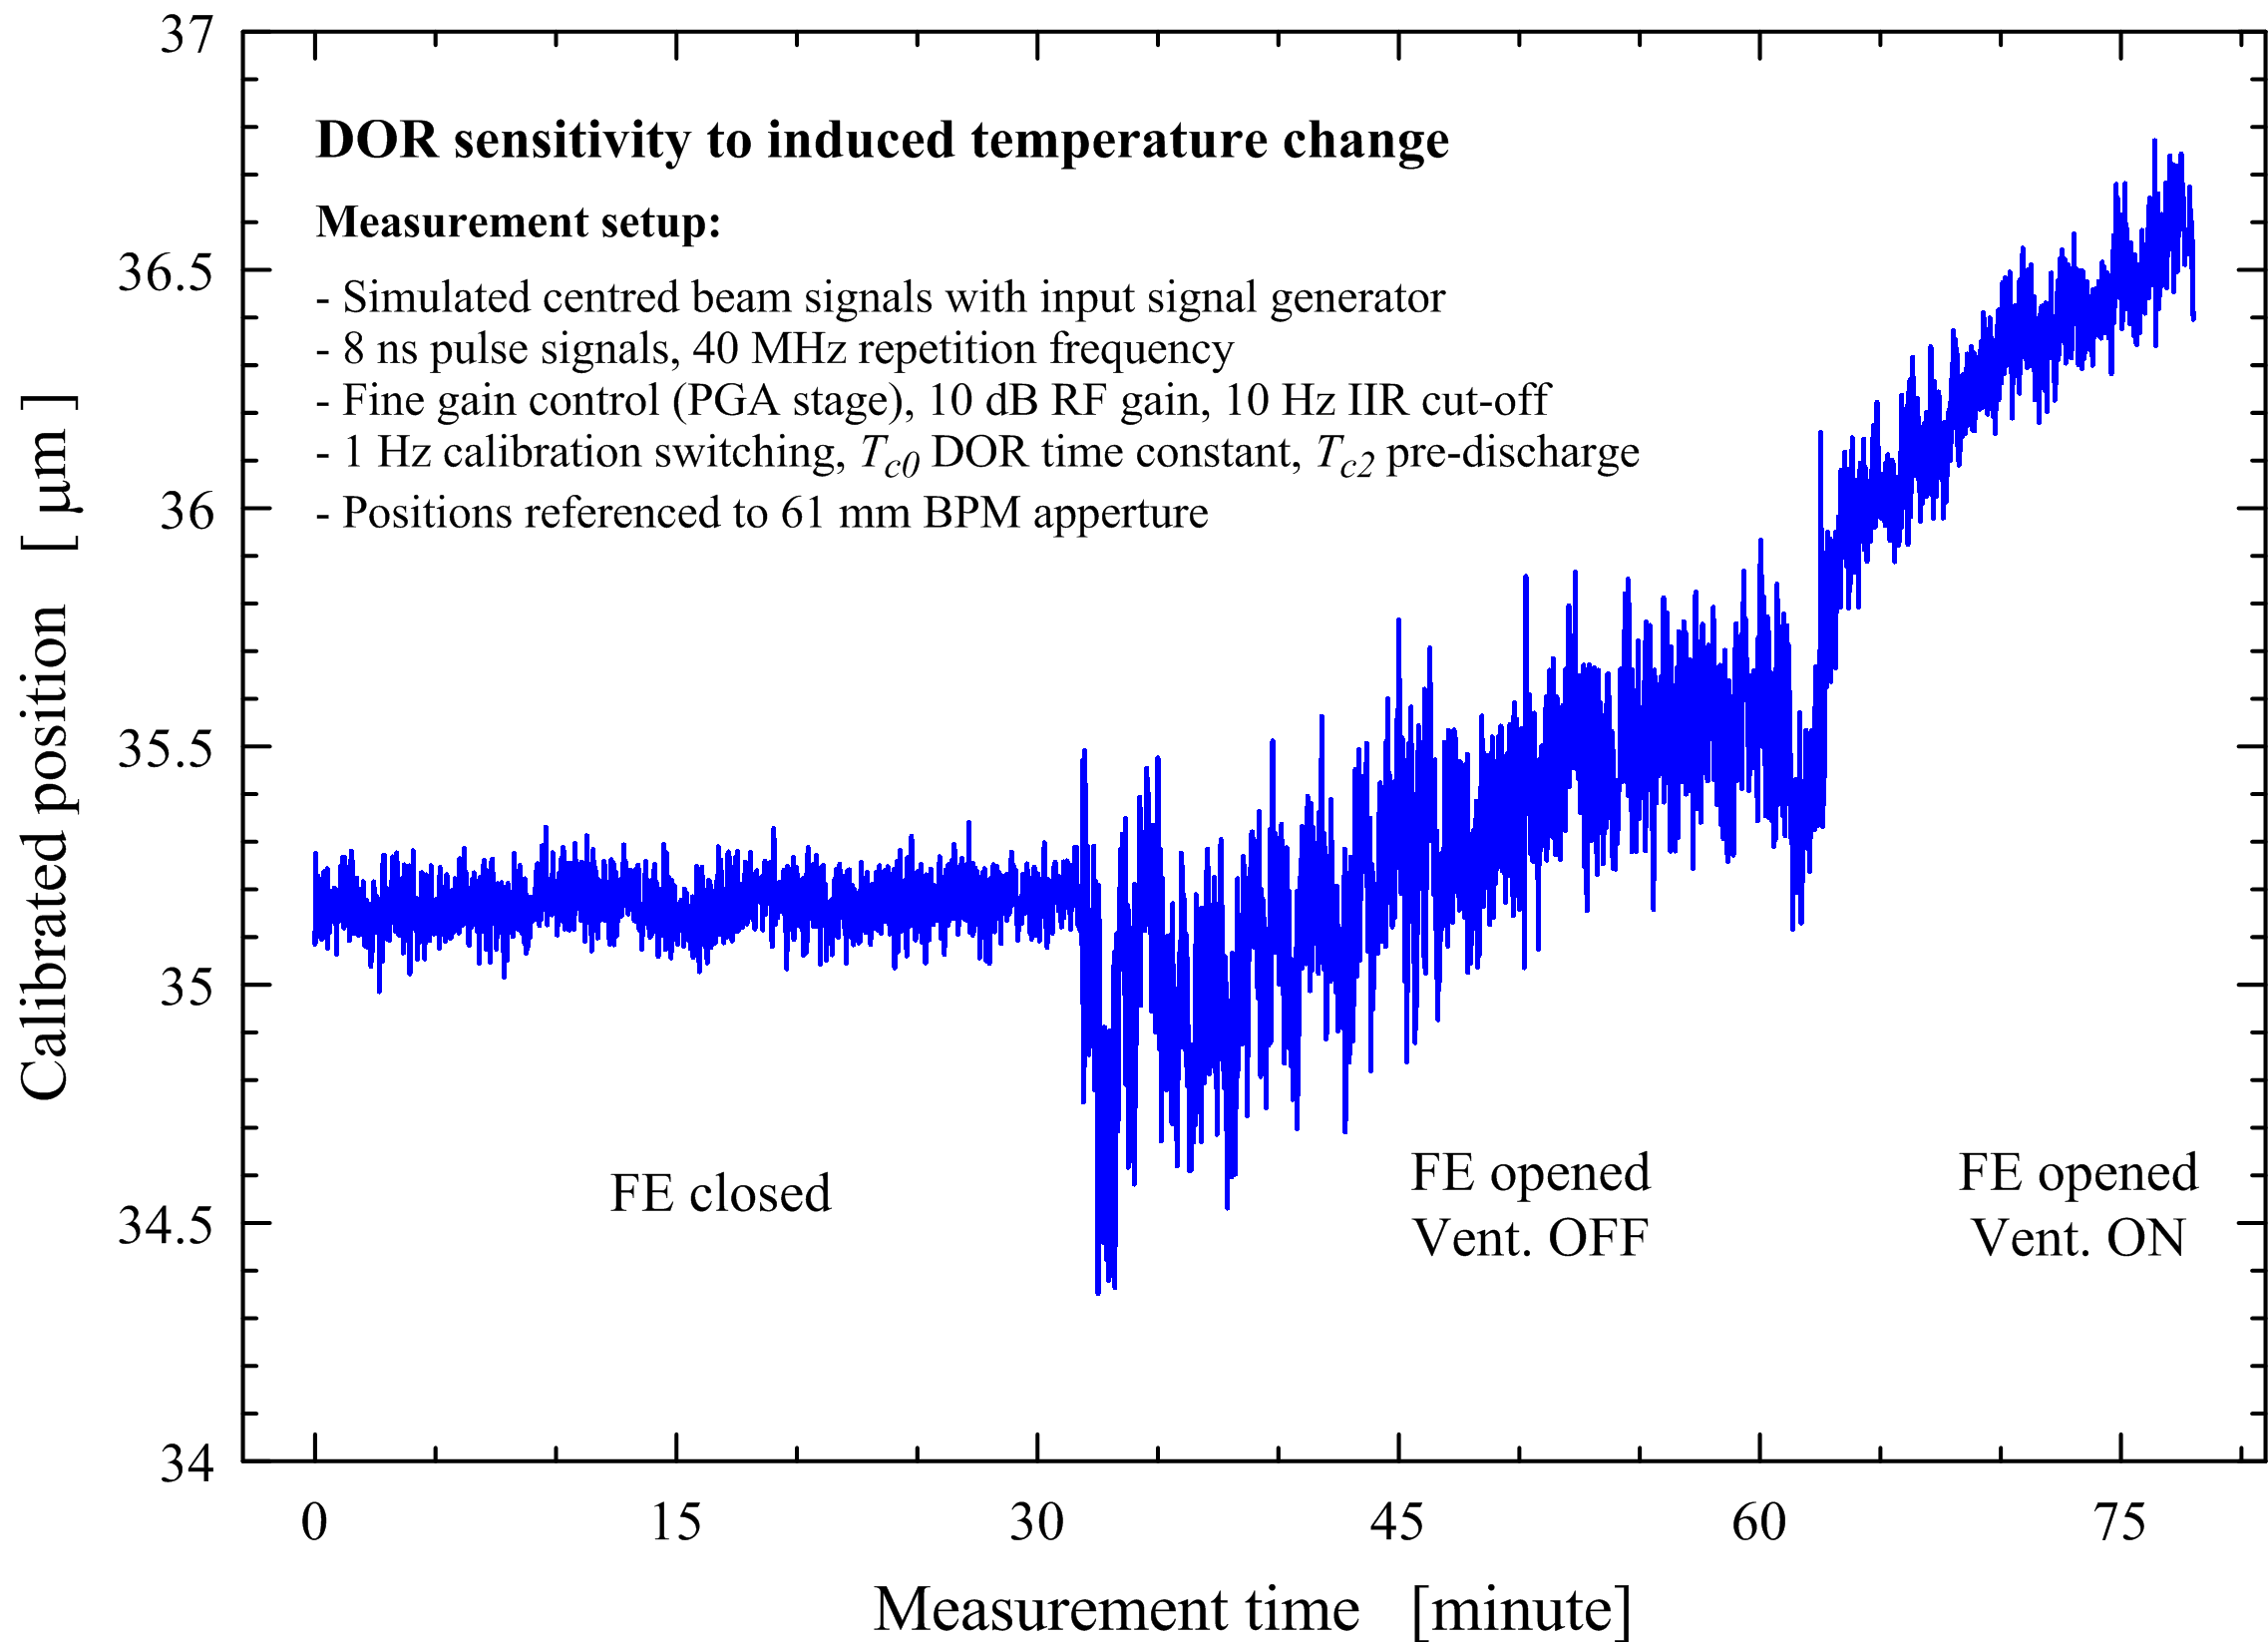 37
36.5
36
35.5
35
34.5
34
Calibrated position [ μm ]
DOR sensitivity to induced temperature change
Measurement setup:
- Simulated centred beam signals with input signal generator
- 8 ns pulse signals, 40 MHz repetition frequency
- Fine gain control (PGA stage), 10 dB RF gain, 10 Hz IIR cut-off
- 1 Hz calibration switching, Tc0 DOR time constant, Tc2 pre-discharge
- Positions referenced to 61 mm BPM apperture
FE closed
FE opened
Vent. OFF
FE opened
Vent. ON
0 15 30 45 60 75
Measurement time [minute]